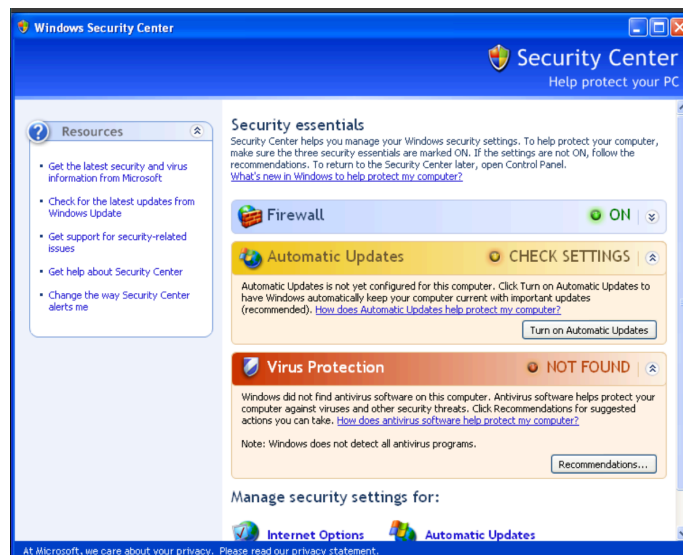 Windows Security Center
Security Center
Help protect your PC
Resources
Get the latest security and virus
information from Microsoft
Check for the latest updates from
Windows Update
Get support for security-related
issues
Get help about Security Center
Change the way Security Center
alerts me
Security essentials
Security Center helps you manage your Windows security settings. To help protect your computer,
make sure the three security essentials are marked ON. If the settings are not ON, follow the
recommendations. To return to the Security Center later, open Control Panel.
What's new in Windows to help protect my computer?
Firewall
ON
Automatic Updates
CHECK SETTINGS
Automatic Updates is not yet configured for this computer. Click Turn on Automatic Updates to
have Windows automatically keep your computer current with important updates
(recommended). How does Automatic Updates help protect my computer?
Turn on Automatic Updates
Virus Protection
NOT FOUND
Windows did not find antivirus software on this computer. Antivirus software helps protect your
computer against viruses and other security threats. Click Recommendations for suggested
actions you can take. How does antivirus software help protect my computer?
Note: Windows does not detect all antivirus programs.
Recommendations...
Manage security settings for:
Internet Options
Automatic Updates
At Microsoft, we care about your privacy. Please read our privacy statement.